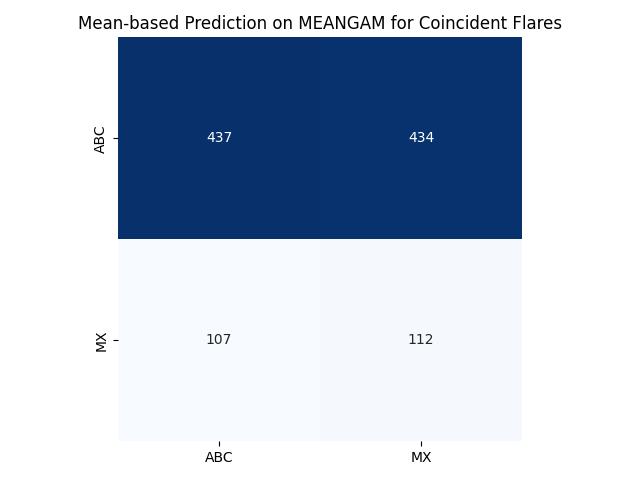 Mean-based Prediction on MEANGAM for Coincident Flares
ABC
437
434
MX
107
112
ABC
MX